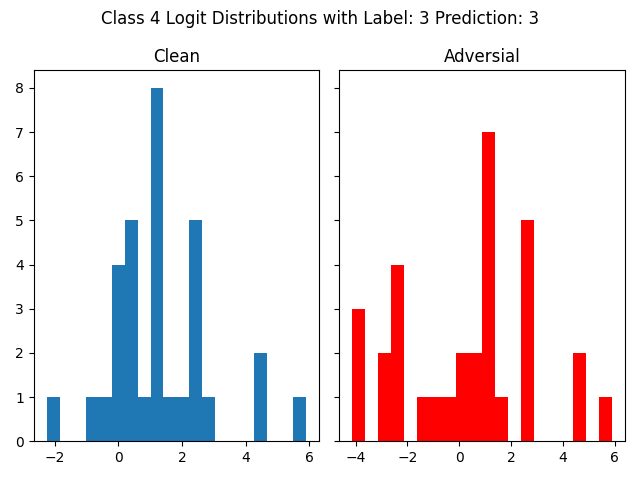 Class 4 Logit Distributions with Label: 3 Prediction: 3
Clean
Adversial
8
7
6
5
4
3
2
1
0
−2 0 2 4 6
−4 −2 0 2 4 6